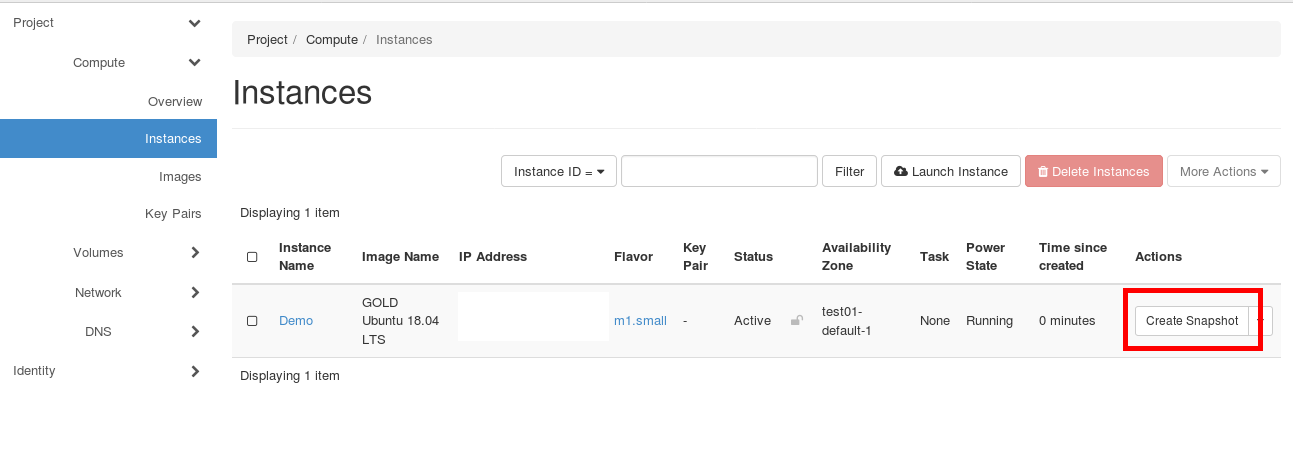 Project
Compute
Overview
Instances
Images
Key Pairs
Volumes
Network
DNS
Identity
Project / Compute / Instances
Instances
Instance ID = Filter Launch Instance Delete Instances More Actions
Displaying 1 item
Instance Name Image Name IP Address Flavor Key Pair Status Availability Zone Task Power State Time since created Actions
Demo GOLD Ubuntu 18.04 LTS m1.small - Active test01-default-1 None Running 0 minutes Create Snapshot
Displaying 1 item